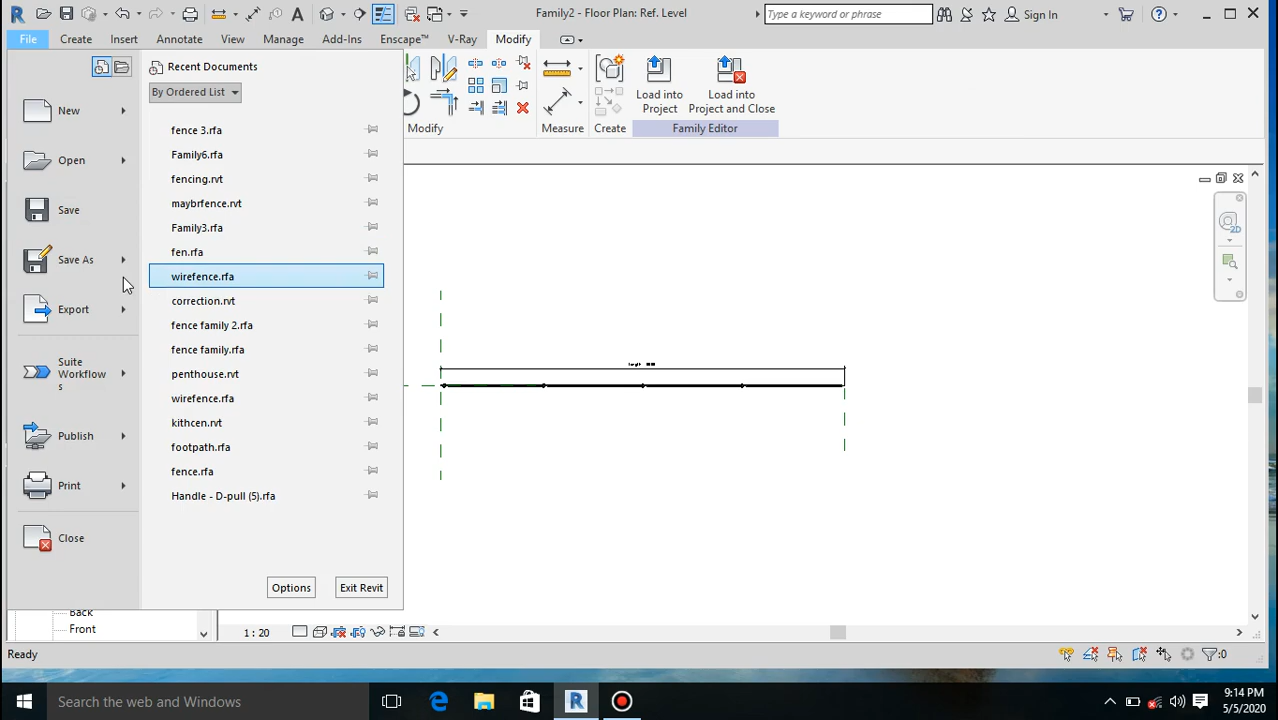 Family2 - Floor Plan: Ref. Level
Type a keyword or phrase
Sign In
File
Create
Insert
Annotate
View
Manage
Add-Ins
Enscape™
V-Ray
Modify
Recent Documents
By Ordered List
New
Open
Save
Save As
Export
Suite
Workflow
s
Publish
Print
Close
fence 3.rfa
Family6.rfa
fencing.rvt
maybrfence.rvt
Family3.rfa
fen.rfa
wirefence.rfa
correction.rvt
fence family 2.rfa
fence family.rfa
penthouse.rvt
wirefence.rfa
kithcen.rvt
footpath.rfa
fence.rfa
Handle - D-pull (5).rfa
Options
Exit Revit
Load into
Project
Load into
Project and Close
Modify
Measure
Create
Family Editor
2D
Back
Front
1 : 20
Ready
:0
Search the web and Windows
9:14 PM
5/5/2020